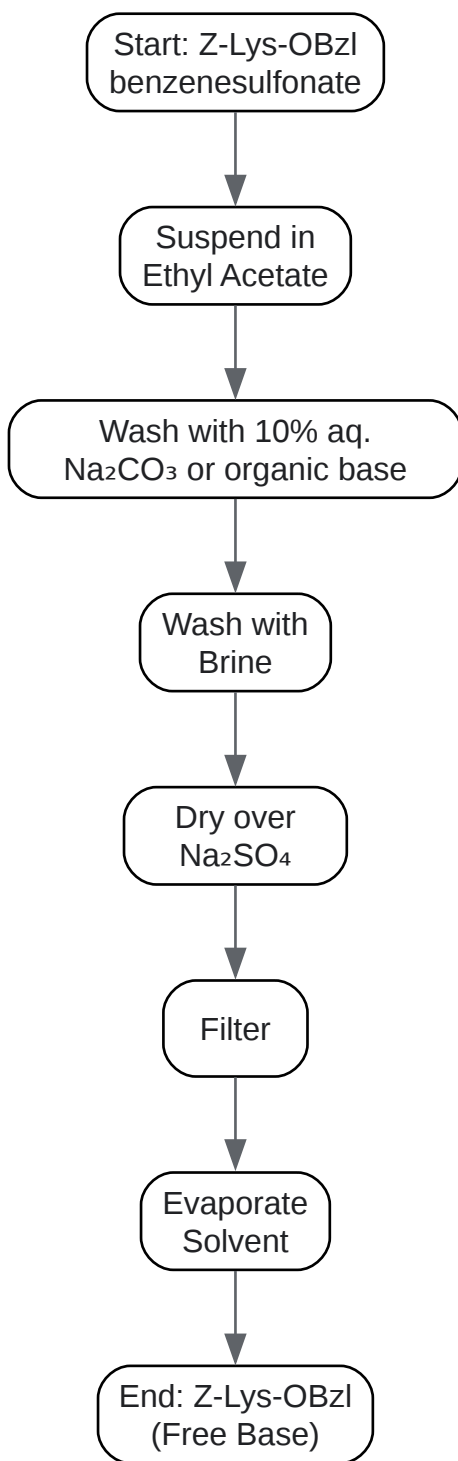 Start: Z-Lys-OBzl
benzenesulfonate
Suspend in
Ethyl Acetate
Wash with 10% aq.
Na₂CO₃ or organic base
Wash with
Brine
Dry over
Na₂SO₄
Filter
Evaporate
Solvent
End: Z-Lys-OBzl
(Free Base)